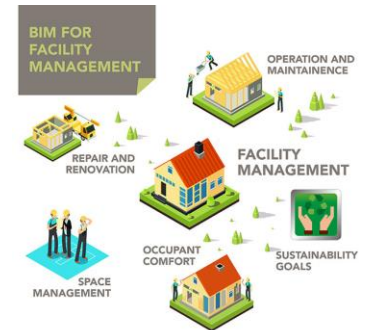 BIM FOR
FACILITY
MANAGEMENT
OPERATION AND
MAINTAINENCE
REPAIR AND
RENOVATION
FACILITY
MANAGEMENT
SPACE
MANAGEMENT
OCCUPANT
COMFORT
SUSTAINABILITY
GOALS